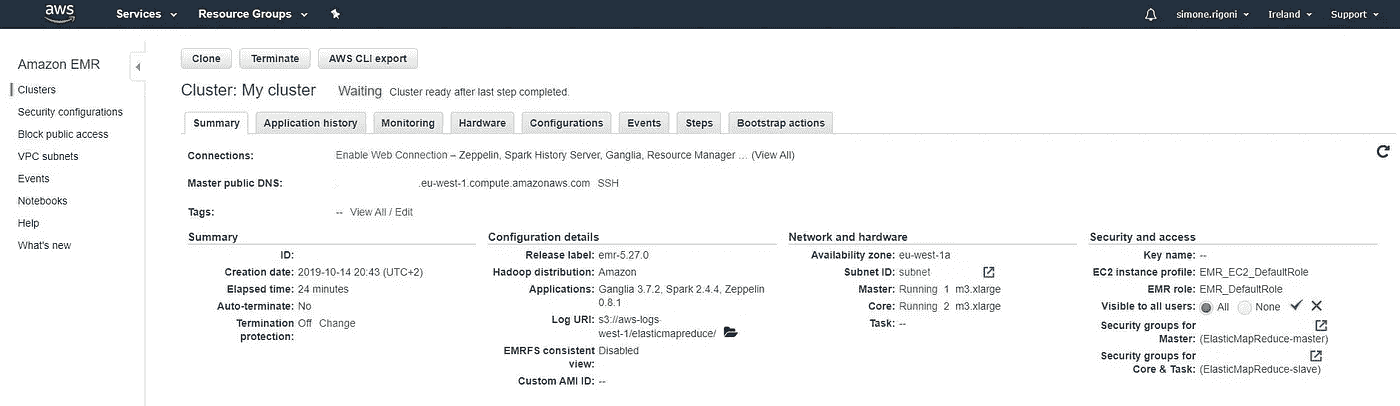 aws Services Resource Groups simone.rigoni Ireland Support
Amazon EMR
Clusters
Security configurations
Block public access
VPC subnets
Events
Notebooks
Help
What's new
Clone Terminate AWS CLI export
Cluster: My cluster Waiting Cluster ready after last step completed.
Summary Application history Monitoring Hardware Configurations Events Steps Bootstrap actions
Connections: Enable Web Connection – Zeppelin, Spark History Server, Ganglia, Resource Manager ... (View All)
Master public DNS: .eu-west-1.compute.amazonaws.com SSH
Tags: -- View All / Edit
Summary
ID:
Creation date: 2019-10-14 20:43 (UTC+2)
Elapsed time: 24 minutes
Auto-terminate: No
Termination Off Change
protection:
Configuration details
Release label: emr-5.27.0
Hadoop distribution: Amazon
Applications: Ganglia 3.7.2, Spark 2.4.4, Zeppelin
0.8.1
Log URI: s3://aws-logs
west-1/elasticmapreduce/
EMRFS consistent Disabled
view:
Custom AMI ID: --
Network and hardware
Availability zone: eu-west-1a
Subnet ID: subnet
Master: Running 1 m3.xlarge
Core: Running 2 m3.xlarge
Task: --
Security and access
Key name: --
EC2 instance profile: EMR_EC2_DefaultRole
EMR role: EMR_DefaultRole
Visible to all users: All None
Security groups for
Master: (ElasticMapReduce-master)
Security groups for
Core & Task: (ElasticMapReduce-slave)